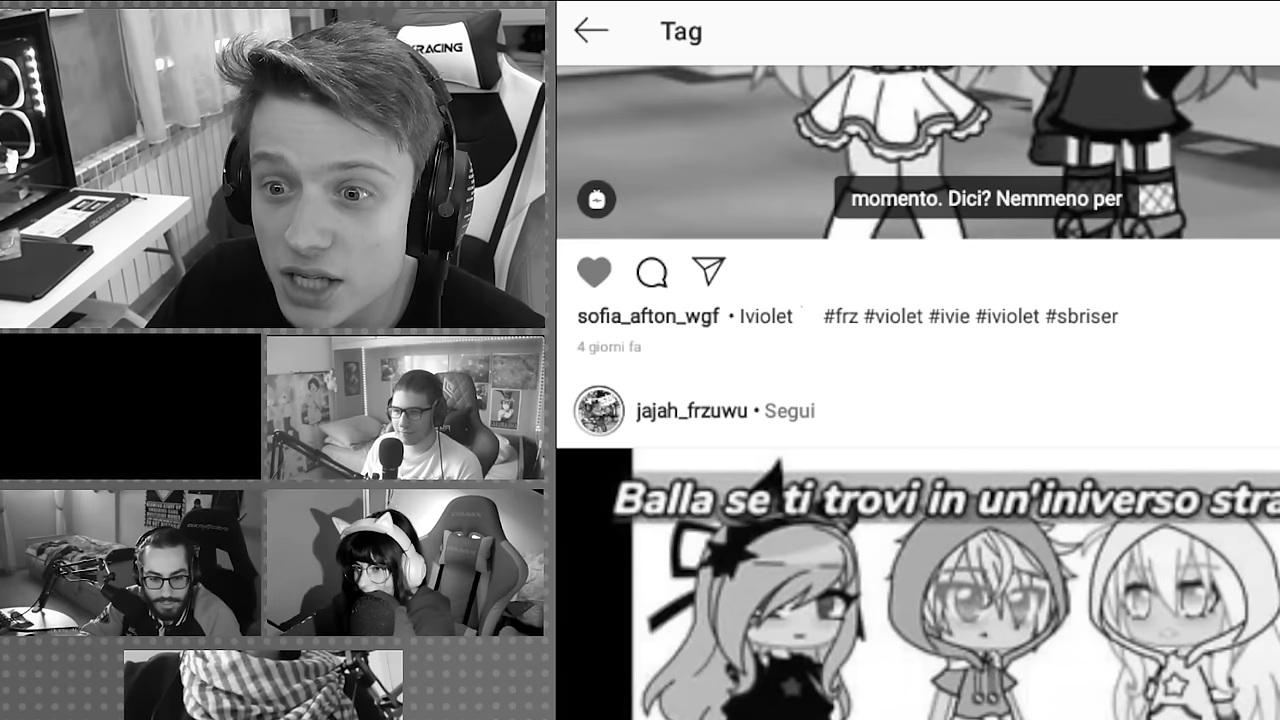 XRACING
Tag
momento. Dici? Nemmeno per
sofia_afton_wgf • Iviolet #frz #violet #ivie #iviolet #sbriser
4 giorni fa
jajah_frzuwu • Segui
Balla se ti trovi in un'iniverso stra